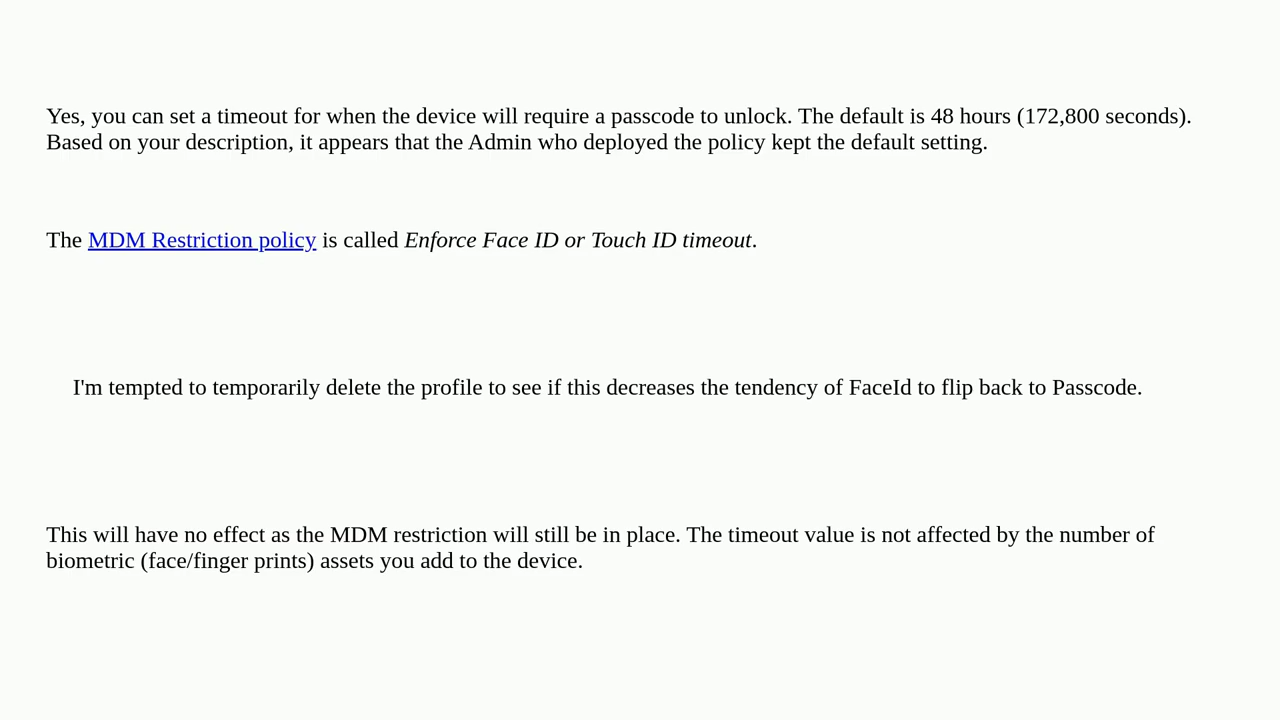 Yes, you can set a timeout for when the device will require a passcode to unlock. The default is 48 hours (172,800 seconds).
Based on your description, it appears that the Admin who deployed the policy kept the default setting.
The MDM Restriction policy is called Enforce Face ID or Touch ID timeout.
I'm tempted to temporarily delete the profile to see if this decreases the tendency of FaceId to flip back to Passcode.
This will have no effect as the MDM restriction will still be in place. The timeout value is not affected by the number of
biometric (face/finger prints) assets you add to the device.